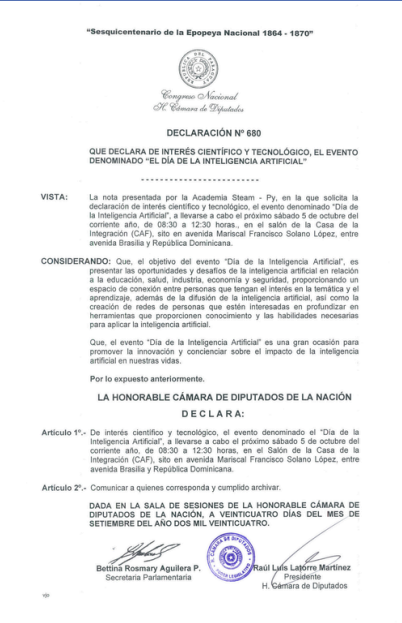 "Sesquicentenario de la Epopeya Nacional 1864 - 1870"
Congreso Nacional
H. Cámara de Diputados
DECLARACIÓN Nº 680
QUE DECLARA DE INTERÉS CIENTÍFICO Y TECNOLÓGICO, EL EVENTO
DENOMINADO "EL DÍA DE LA INTELIGENCIA ARTIFICIAL"
- - - - - - - - - - - - - - - - - - - - - - -
VISTA: La nota presentada por la Academia Steam - Py, en la que solicita la
declaración de interés científico y tecnológico, el evento denominado "Día de
la Inteligencia Artificial", a llevarse a cabo el próximo sábado 5 de octubre del
corriente año, de 08:30 a 12:30 horas., en el salón de la Casa de la
Integración (CAF), sito en avenida Mariscal Francisco Solano López, entre
avenida Brasilia y República Dominicana.
CONSIDERANDO: Que, el objetivo del evento "Día de la Inteligencia Artificial", es
presentar las oportunidades y desafíos de la inteligencia artificial en relación
a la educación, salud, industria, economía y seguridad, proporcionando un
espacio de conexión entre personas que tengan el interés en la temática y el
aprendizaje, además de la difusión de la inteligencia artificial, así como la
creación de redes de personas que estén interesadas en profundizar en
herramientas que proporcionen conocimiento y las habilidades necesarias
para aplicar la inteligencia artificial.
Que, el evento "Día de la Inteligencia Artificial" es una gran ocasión para
promover la innovación y concienciar sobre el impacto de la inteligencia
artificial en nuestras vidas.
Por lo expuesto anteriormente.
LA HONORABLE CÁMARA DE DIPUTADOS DE LA NACIÓN
D E C L A R A:
Artículo 1º.- De interés científico y tecnológico, el evento denominado el "Día de la
Inteligencia Artificial", a llevarse a cabo el próximo sábado 5 de octubre del
corriente año, de 08:30 a 12:30 horas, en el Salón de la Casa de la
Integración (CAF), sito en avenida Mariscal Francisco Solano López, entre
avenida Brasilia y República Dominicana.
Artículo 2º.- Comunicar a quienes corresponda y cumplido archivar.
DADA EN LA SALA DE SESIONES DE LA HONORABLE CÁMARA DE
DIPUTADOS DE LA NACIÓN, A VEINTICUATRO DÍAS DEL MES DE
SETIEMBRE DEL AÑO DOS MIL VEINTICUATRO.
H. CÁMARA DE DIPUTADOS
PODER LEGISLATIVO
Bettina Rosmary Aguilera P.
Secretaria Parlamentaria
Raúl Luis Latorre Martínez
Presidente
H. Cámara de Diputados